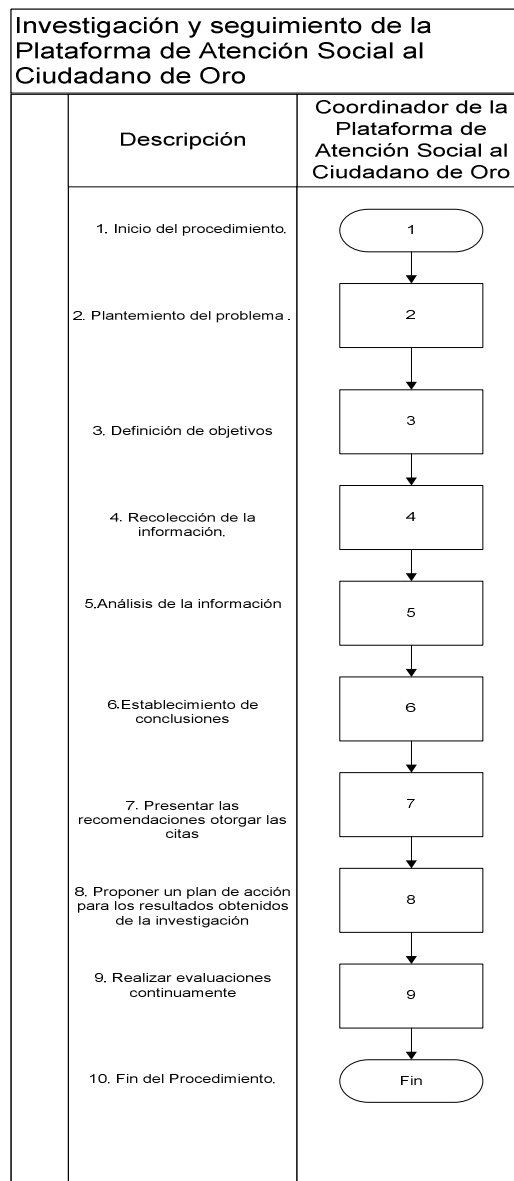 Investigación y seguimiento de la
Plataforma de Atención Social al
Ciudadano de Oro
Descripción
Coordinador de la
Plataforma de
Atención Social al
Ciudadano de Oro
1. Inicio del procedimiento.
1
2. Plantemiento del problema .
2
3. Definición de objetivos
3
4. Recolección de la
información.
4
5.Análisis de la información
5
6.Establecimiento de
conclusiones
6
7. Presentar las
recomendaciones otorgar las
citas
7
8. Proponer un plan de acción
para los resultados obtenidos
de la investigación
8
9. Realizar evaluaciones
continuamente
9
10. Fin del Procedimiento.
Fin